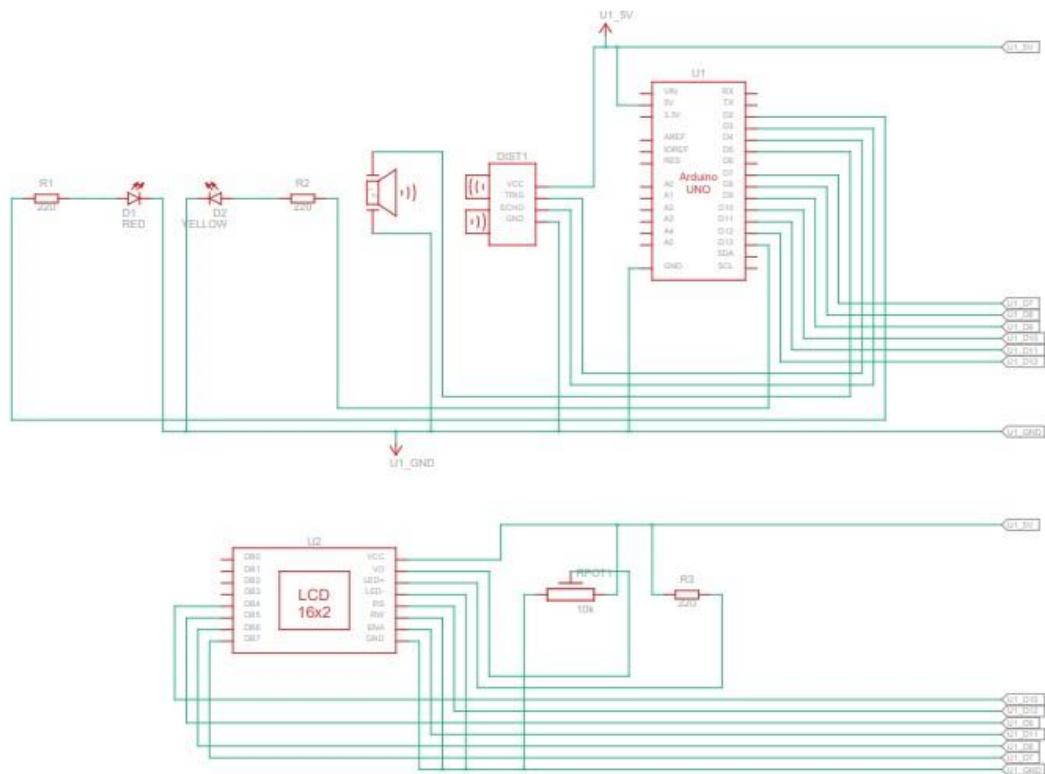 U1_5V
U1_5V
U1
VIN
5V
3.3V
AREF
IOREF
RES
A0
A1
A2
A3
A4
A5
GND
Arduino
UNO
RX
TX
D2
D3
D4
D5
D6
D7
D8
D9
D10
D11
D12
D13
SDA
SCL
DIST1
VCC
TRIG
ECHO
GND
R1
220
D1
RED
D2
YELLOW
R2
220
U1_D7
U1_D8
U1_D9
U1_D10
U1_D11
U1_D12
U1_GND
U1_GND
U1_5V
U2
DB0
DB1
DB2
DB3
DB4
DB5
DB6
DB7
LCD
16x2
VCC
VO
LED+
LED-
RS
RW
ENA
GND
RPOT1
10k
R3
220
U1_D10
U1_D12
U1_D9
U1_D11
U1_D8
U1_D7
U1_GND